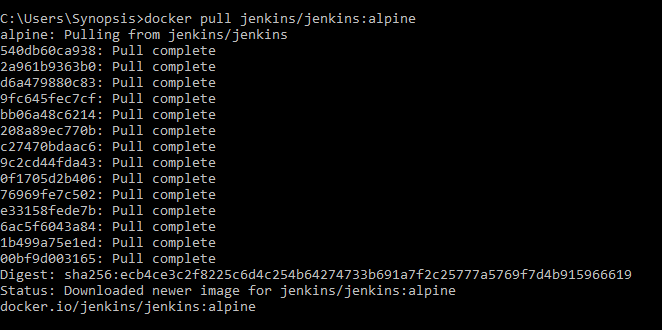 C:\Users\Synopsis>docker pull jenkins/jenkins:alpine
alpine: Pulling from jenkins/jenkins
540db60ca938: Pull complete
2a961b9363b0: Pull complete
d6a479880c83: Pull complete
9fc645fec7cf: Pull complete
bb06a48c6214: Pull complete
208a89ec770b: Pull complete
c27470bdaac6: Pull complete
9c2cd44fda43: Pull complete
0f1705d2b406: Pull complete
76969fe7c502: Pull complete
e33158fede7b: Pull complete
6ac5f6043a84: Pull complete
1b499a75e1ed: Pull complete
00bf9d003165: Pull complete
Digest: sha256:ecb4ce3c2f8225c6d4c254b64274733b691a7f2c25777a5769f7d4b915966619
Status: Downloaded newer image for jenkins/jenkins:alpine
docker.io/jenkins/jenkins:alpine